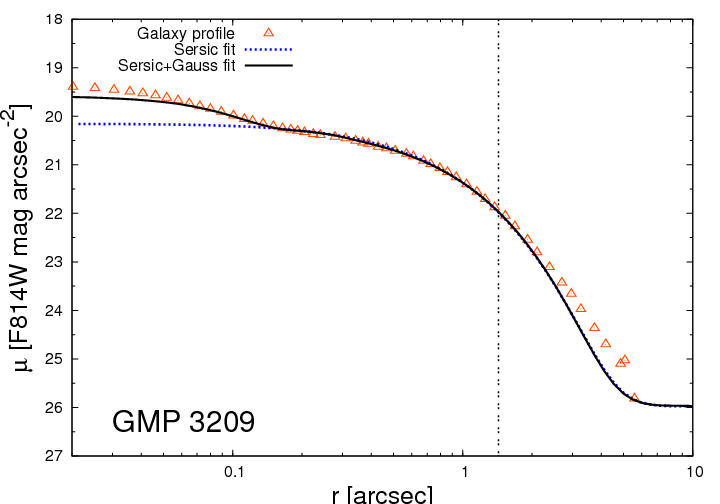 18
19
20
21
22
23
24
25
26
27
0.1
1
10
μ [F814W mag arcsec-2]
r [arcsec]
Galaxy profile
Sersic fit
Sersic+Gauss fit
GMP 3209